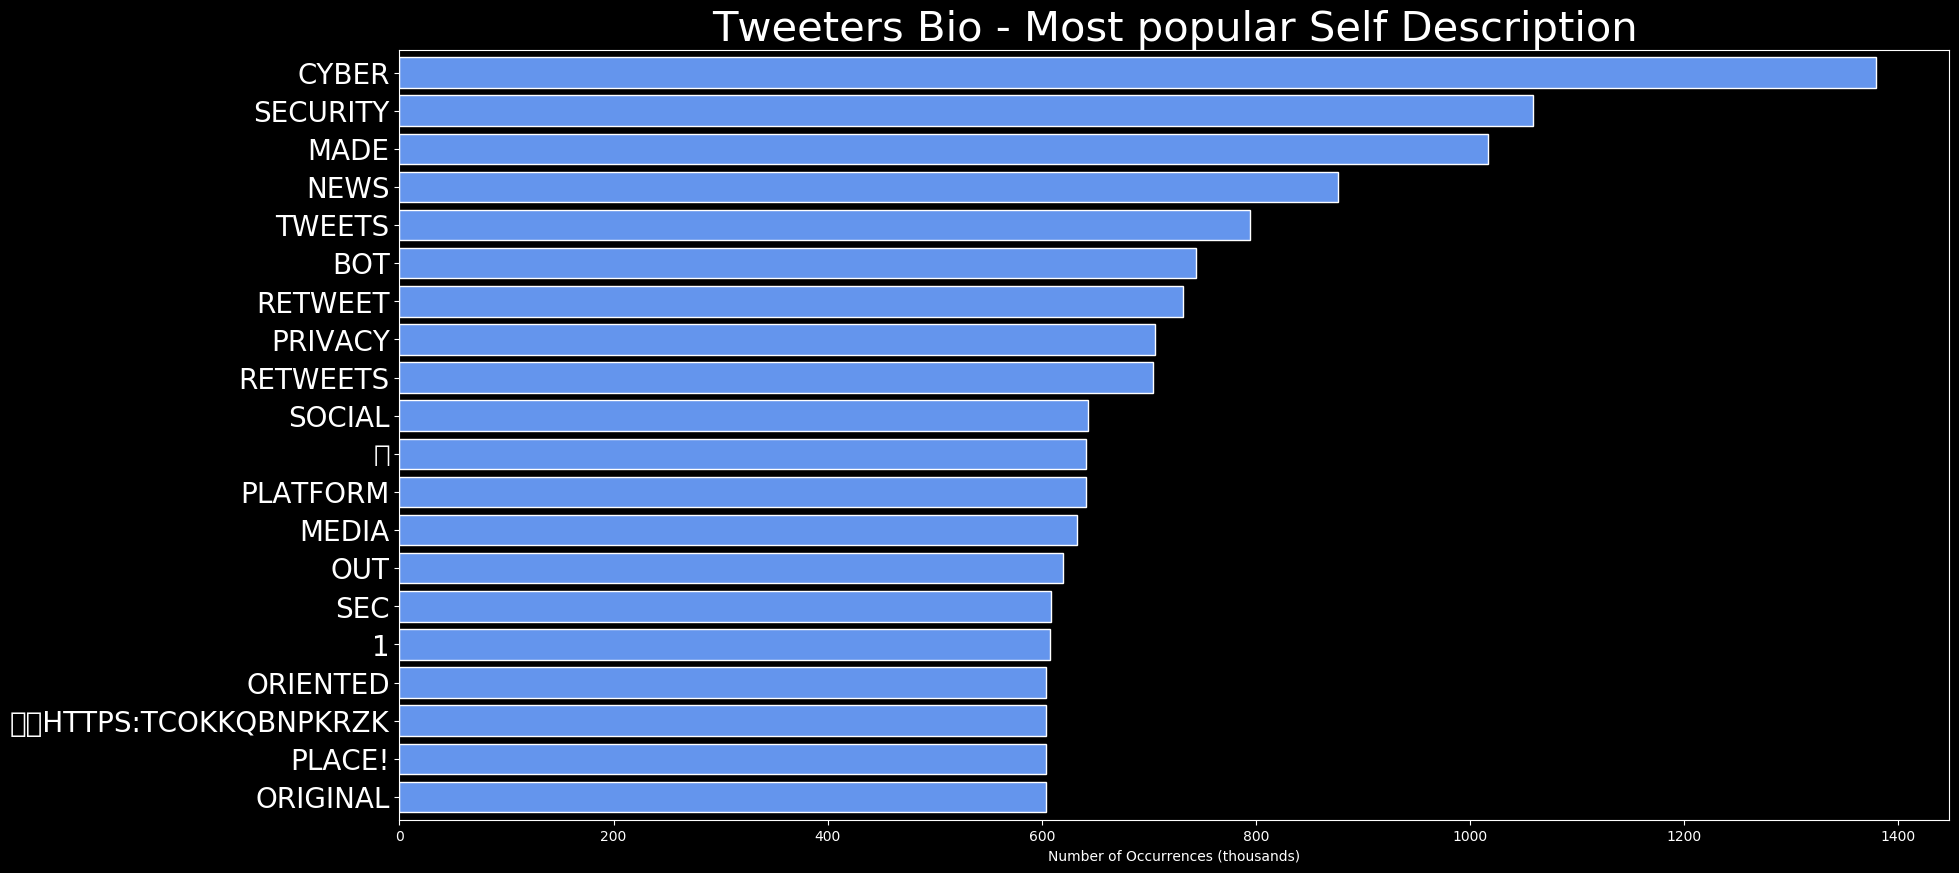 Tweeters Bio - Most popular Self Description
CYBER
SECURITY
MADE
NEWS
TWEETS
BOT
RETWEET
PRIVACY
RETWEETS
SOCIAL
PLATFORM
MEDIA
OUT
SEC
1
ORIENTED
HTTPS:TCOKKQBNPKRZK
PLACE!
ORIGINAL
0 200 400 600 800 1000 1200 1400
Number of Occurrences (thousands)